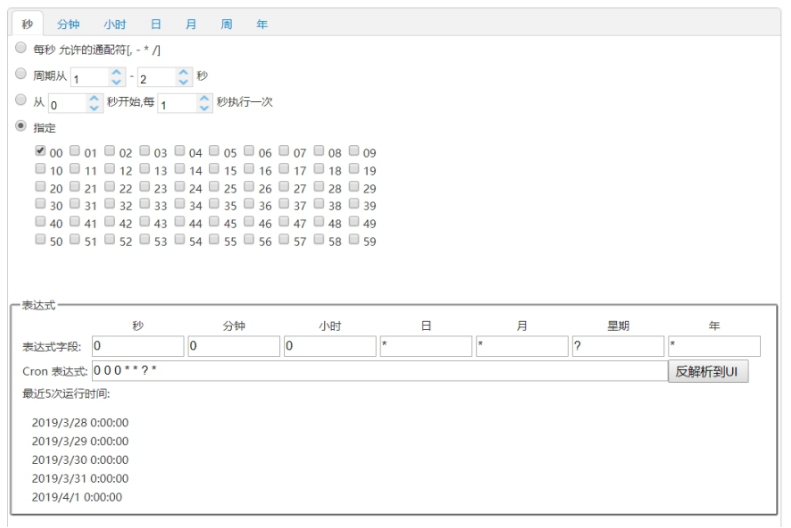 秒 分钟 小时 日 月 周 年
每秒 允许的通配符[, - * /]
周期从 1 - 2 秒
从 0 秒开始,每 1 秒执行一次
指定
00 01 02 03 04 05 06 07 08 09
10 11 12 13 14 15 16 17 18 19
20 21 22 23 24 25 26 27 28 29
30 31 32 33 34 35 36 37 38 39
40 41 42 43 44 45 46 47 48 49
50 51 52 53 54 55 56 57 58 59
表达式
秒 分钟 小时 日 月 星期 年
表达式字段: 0 0 0 * * ? *
Cron 表达式: 0 0 0 * * ? * 反解析到UI
最近5次运行时间:
2019/3/28 0:00:00
2019/3/29 0:00:00
2019/3/30 0:00:00
2019/3/31 0:00:00
2019/4/1 0:00:00